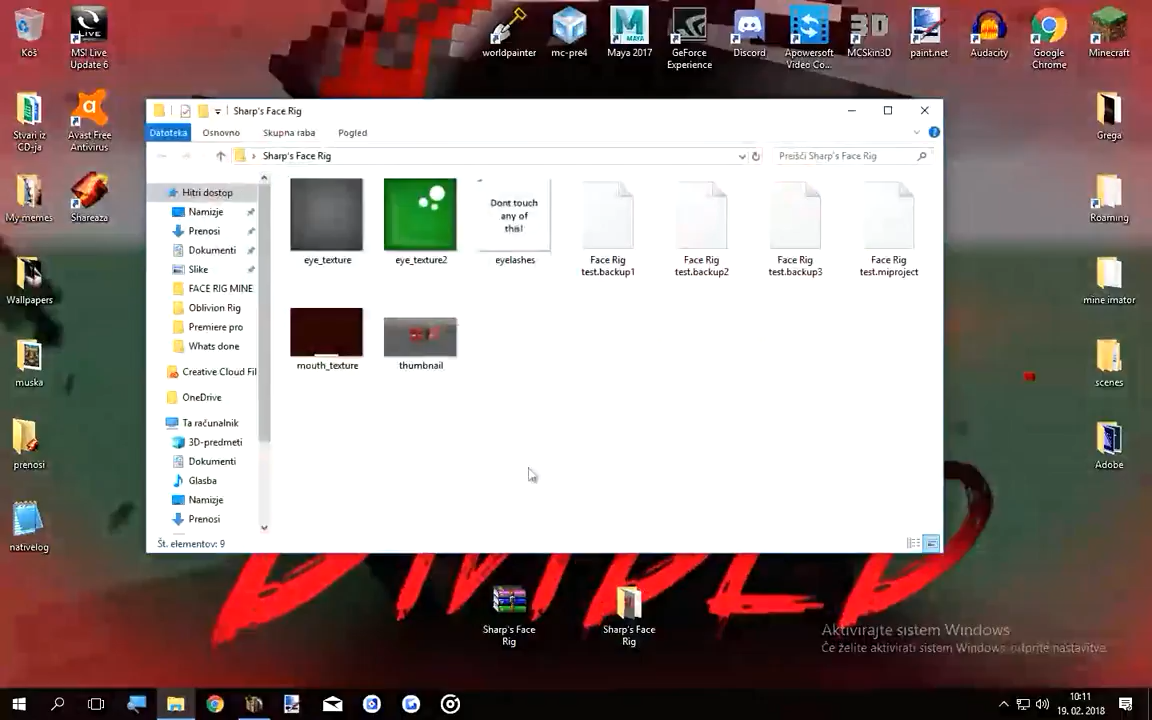 Koš
MSI Live
Update 6
worldpainter
mc-pre4
Maya 2017
GeForce
Experience
Discord
Apowersoft
Video Co...
MCSkin3D
paint.net
Audacity
Google
Chrome
Minecraft
Stvari iz
CD-ja
Avast Free
Antivirus
My memes
Shareaza
Wallpapers
muska
prenosi
nativelog
Grega
Roaming
mine imator
scenes
Adobe
Sharp's Face Rig
Datoteka
Osnovno
Skupna raba
Pogled
Sharp's Face Rig
Preišči Sharp's Face Rig
Hitri dostop
Namizje
Prenosi
Dokumenti
Slike
FACE RIG MINE
Oblivion Rig
Premiere pro
Whats done
Creative Cloud Fil
OneDrive
Ta računalnik
3D-predmeti
Dokumenti
Glasba
Namizje
Prenosi
Dont touch
any of
this!
eye_texture
eye_texture2
eyelashes
Face Rig
test.backup1
Face Rig
test.backup2
Face Rig
test.backup3
Face Rig
test.miproject
mouth_texture
thumbnail
Št. elementov: 9
DIVIDED
Sharp's Face
Rig
Sharp's Face
Rig
Aktivirajte sistem Windows
Če želite aktivirati sistem Windows, odprite nastavitve.
10:11
19. 02. 2018